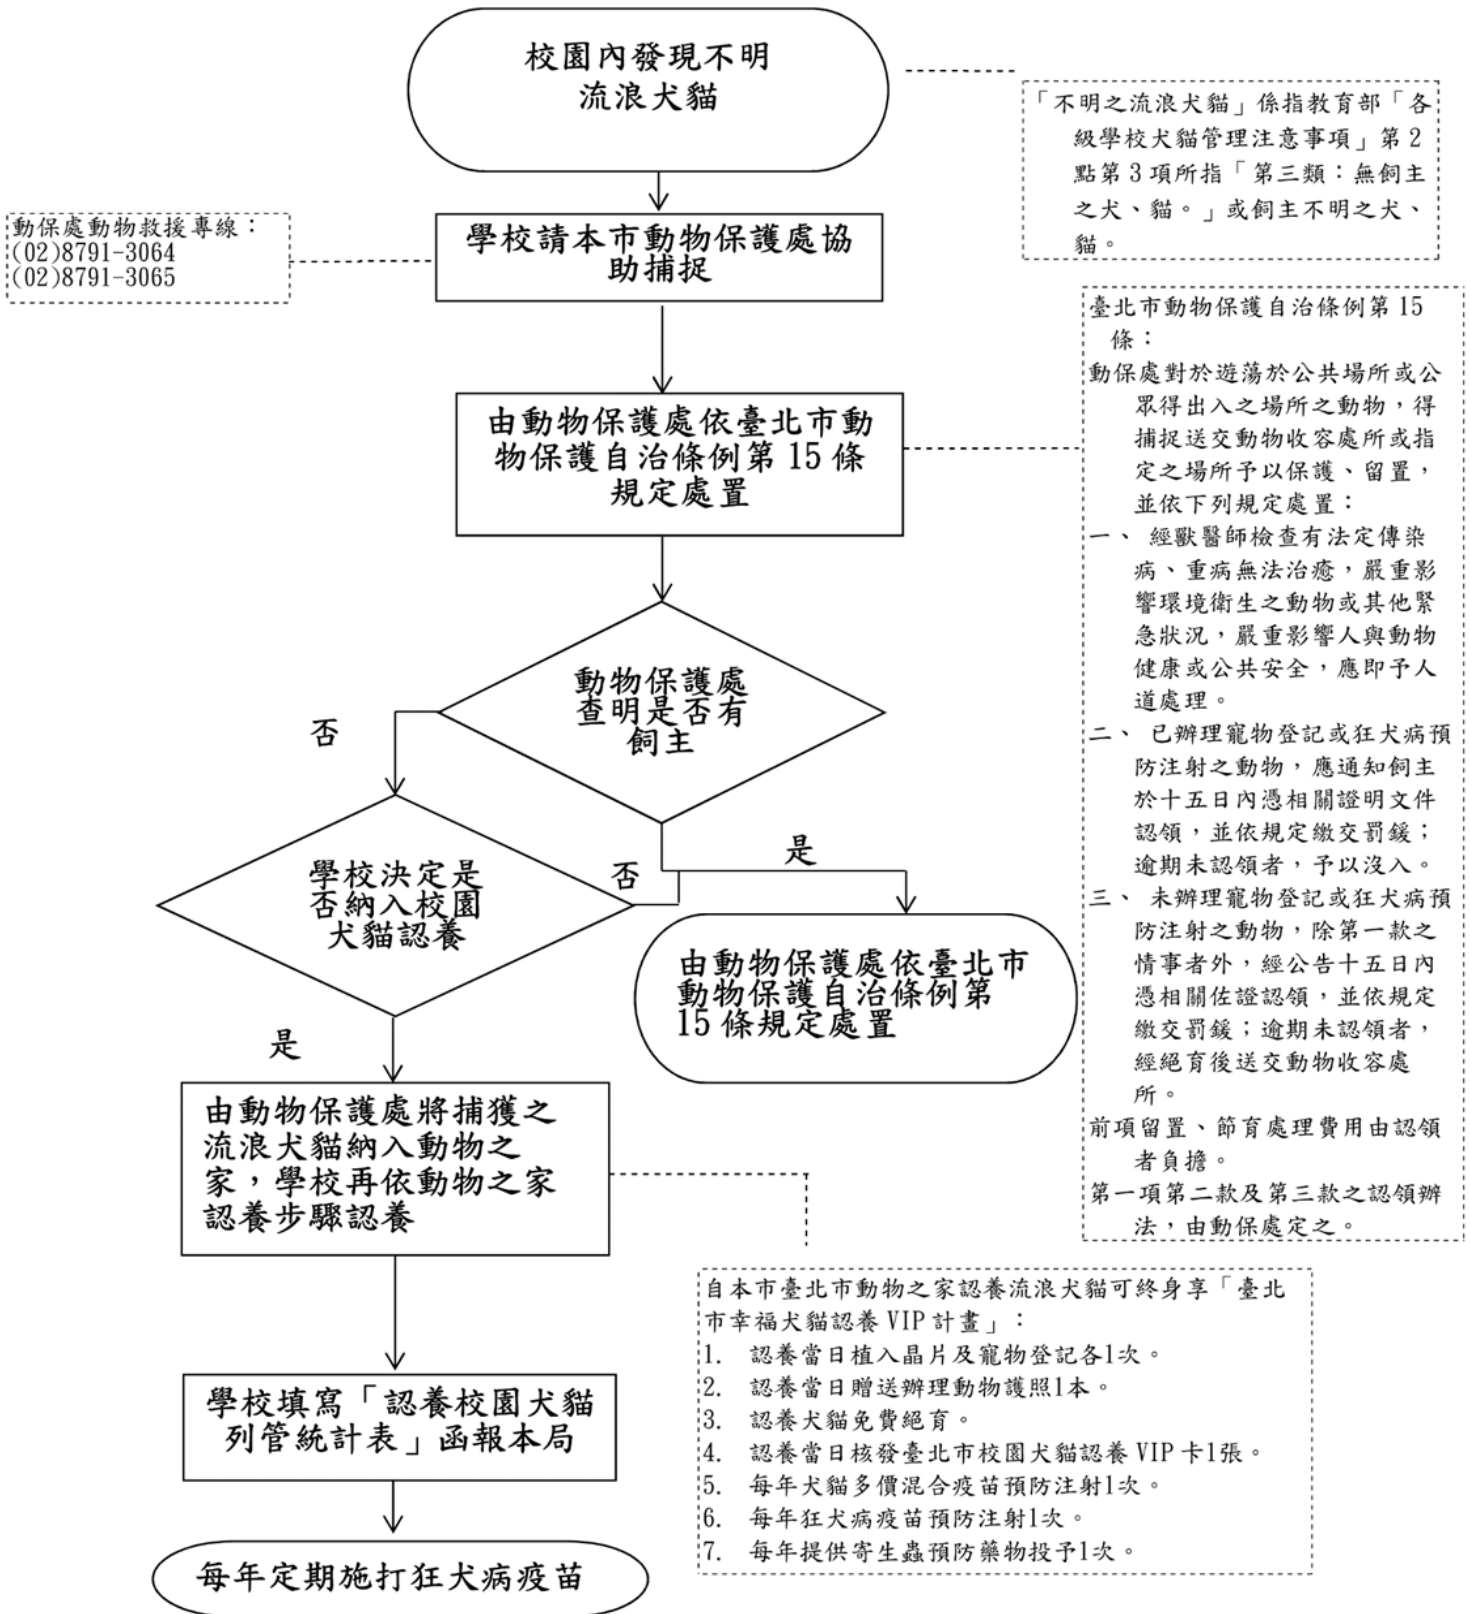 校園內發現不明
流浪犬貓
「不明之流浪犬貓」係指教育部「各
級學校犬貓管理注意事項」第2
點第3項所指「第三類：無飼主
之犬、貓。」或飼主不明之犬、
貓。
動保處動物救援專線：
(02)8791-3064
(02)8791-3065
學校請本市動物保護處協
助捕捉
臺北市動物保護自治條例第15
條：
動保處對於遊蕩於公共場所或公
眾得出入之場所之動物，得
捕捉送交動物收容處所或指
定之場所予以保護、留置，
並依下列規定處置：
一、 經獸醫師檢查有法定傳染
病、重病無法治癒，嚴重影
響環境衛生之動物或其他緊
急狀況，嚴重影響人與動物
健康或公共安全，應即予人
道處理。
二、 已辦理寵物登記或狂犬病預
防注射之動物，應通知飼主
於十五日內憑相關證明文件
認領，並依規定繳交罰鍰；
逾期未認領者，予以沒入。
三、 未辦理寵物登記或狂犬病預
防注射之動物，除第一款之
情事者外，經公告十五日內
憑相關佐證認領，並依規定
繳交罰鍰；逾期未認領者，
經絕育後送交動物收容處
所。
前項留置、節育處理費用由認領
者負擔。
第一項第二款及第三款之認領辦
法，由動保處定之。
由動物保護處依臺北市動
物保護自治條例第15條
規定處置
動物保護處
查明是否有
飼主
否
是
學校決定是
否納入校園
犬貓認養
否
由動物保護處依臺北市
動物保護自治條例第
15條規定處置
是
由動物保護處將捕獲之
流浪犬貓納入動物之
家，學校再依動物之家
認養步驟認養
自本市臺北市動物之家認養流浪犬貓可終身享「臺北
市幸福犬貓認養VIP計畫」：
1. 認養當日植入晶片及寵物登記各1次。
2. 認養當日贈送辦理動物護照1本。
3. 認養犬貓免費絕育。
4. 認養當日核發臺北市校園犬貓認養VIP卡1張。
5. 每年犬貓多價混合疫苗預防注射1次。
6. 每年狂犬病疫苗預防注射1次。
7. 每年提供寄生蟲預防藥物投予1次。
學校填寫「認養校園犬貓
列管統計表」函報本局
每年定期施打狂犬病疫苗